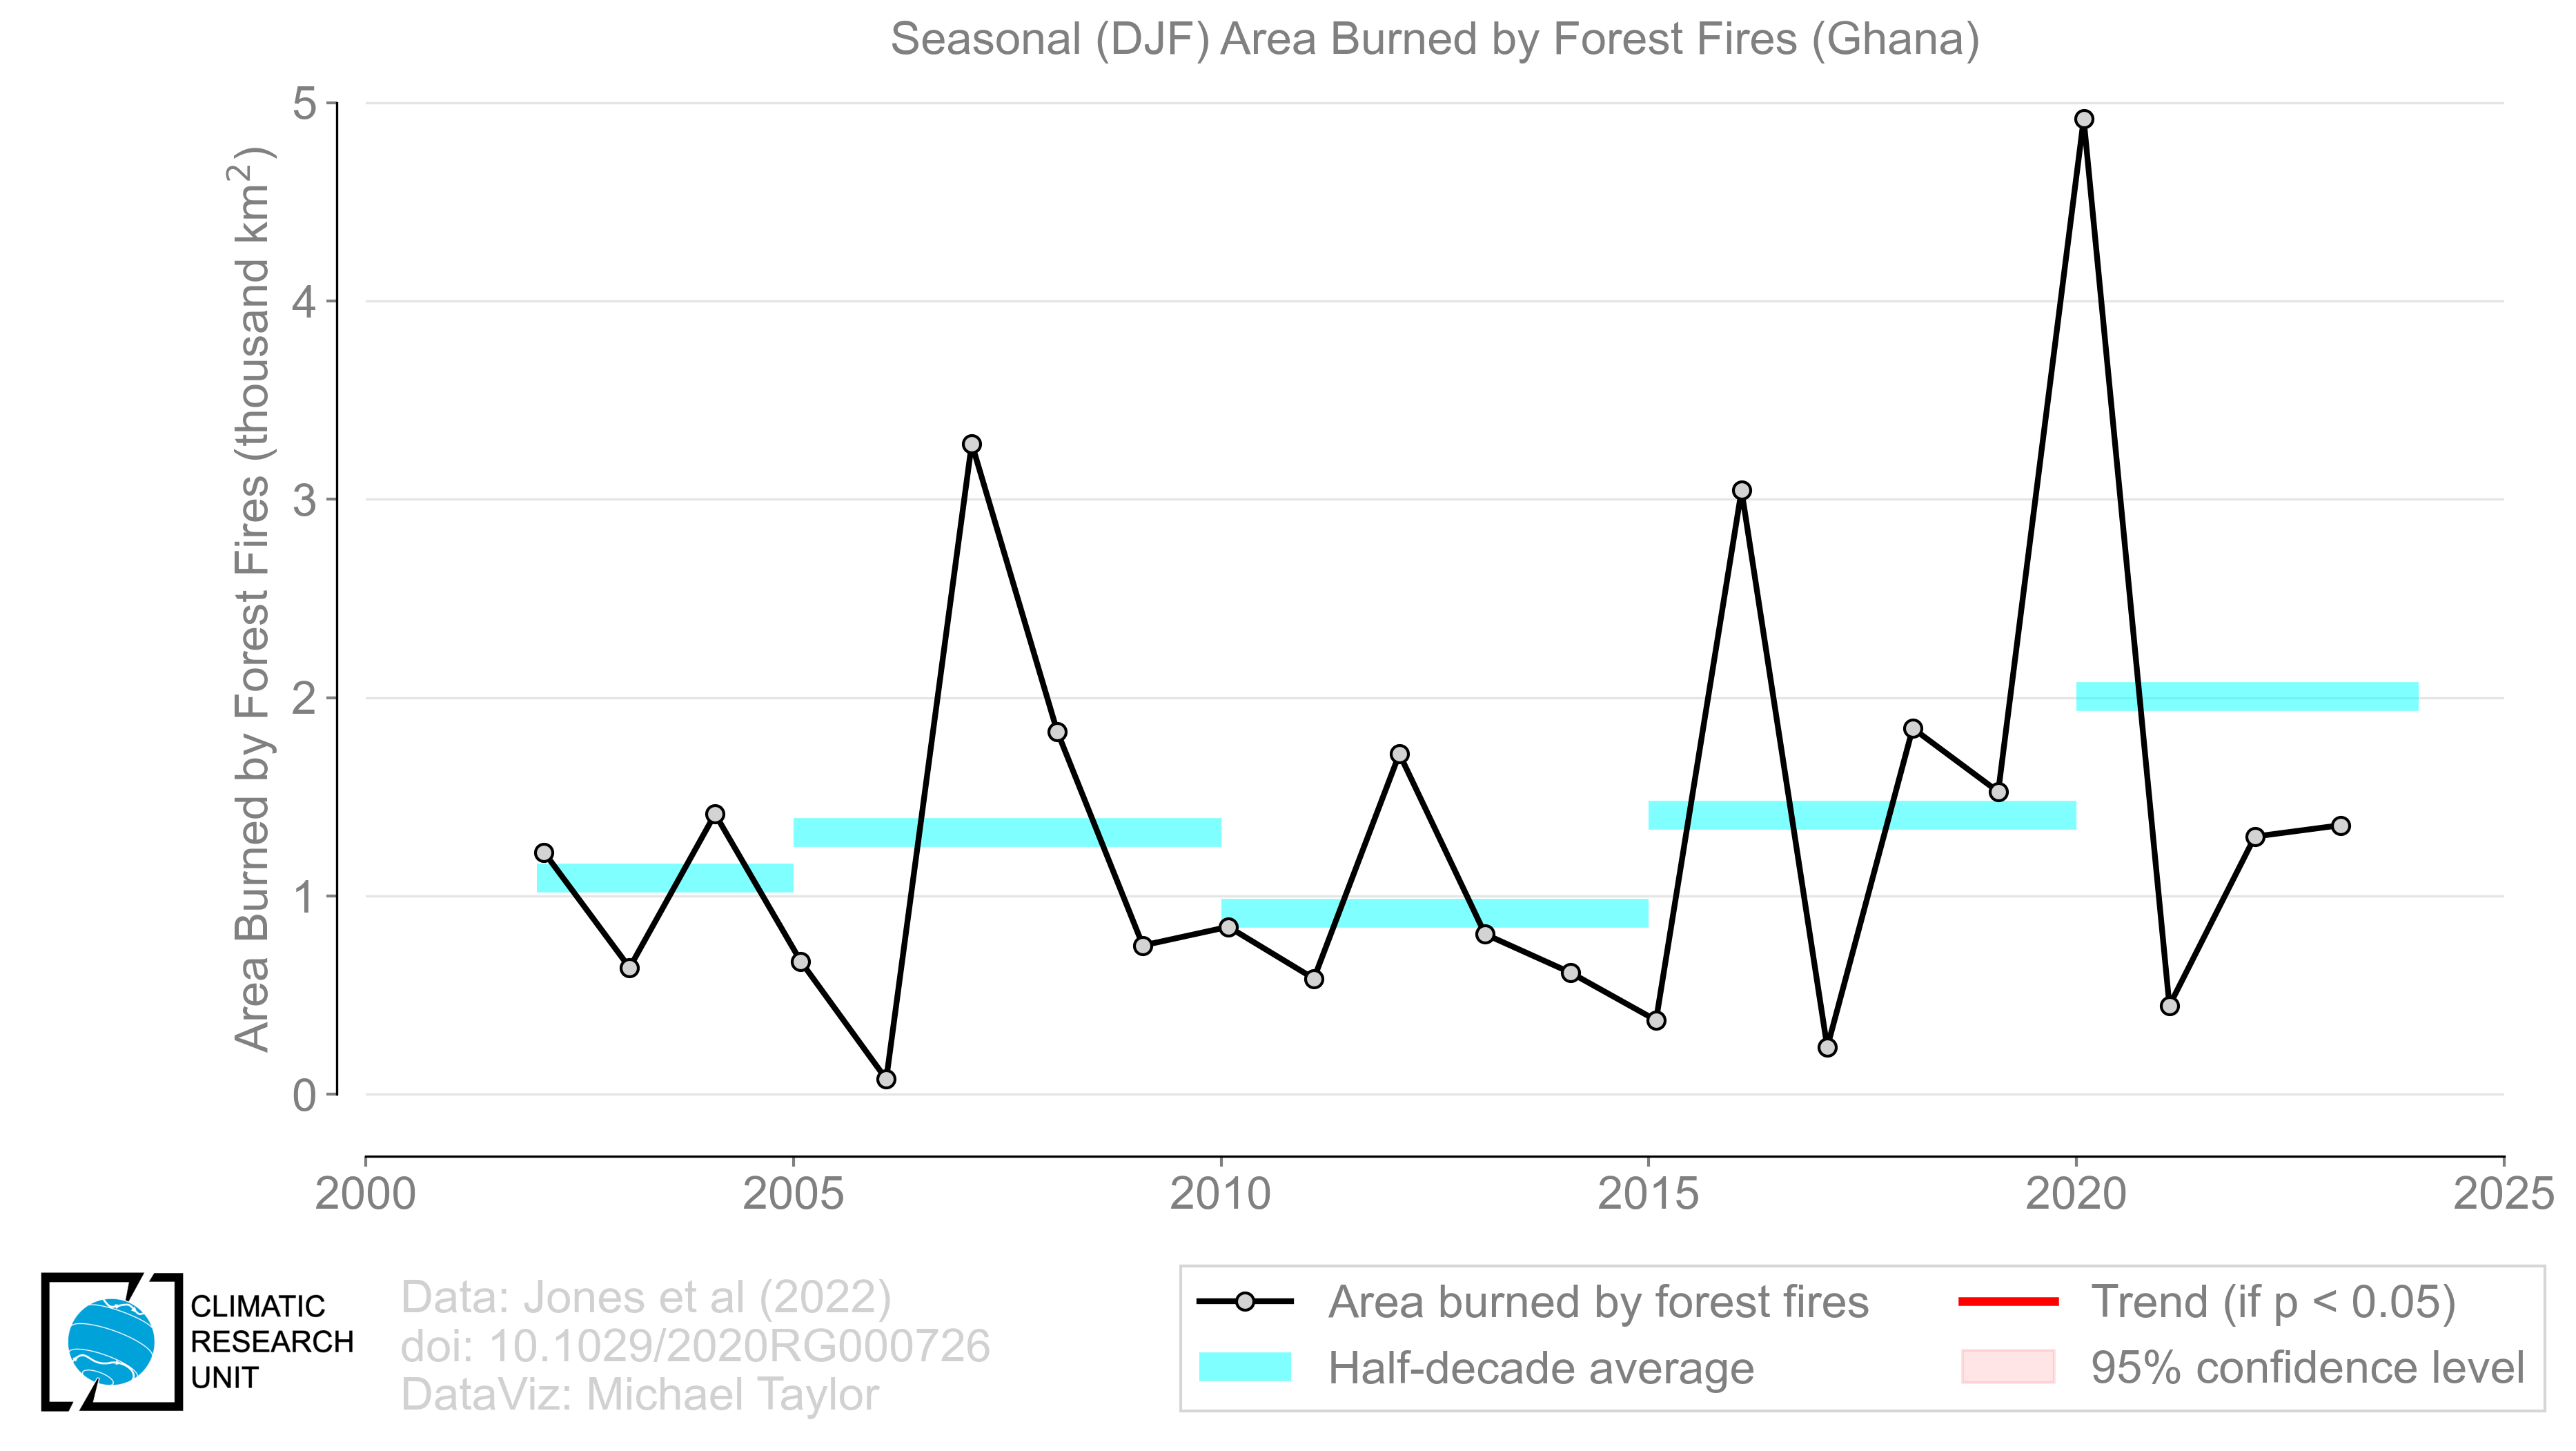 Seasonal (DJF) Area Burned by Forest Fires (Ghana)
Area Burned by Forest Fires (thousand km²)
5
4
3
2
1
0
2000 2005 2010 2015 2020 2025
CLIMATIC
RESEARCH
UNIT
Data: Jones et al (2022)
doi: 10.1029/2020RG000726
DataViz: Michael Taylor
Area burned by forest fires
Half-decade average
Trend (if p < 0.05)
95% confidence level